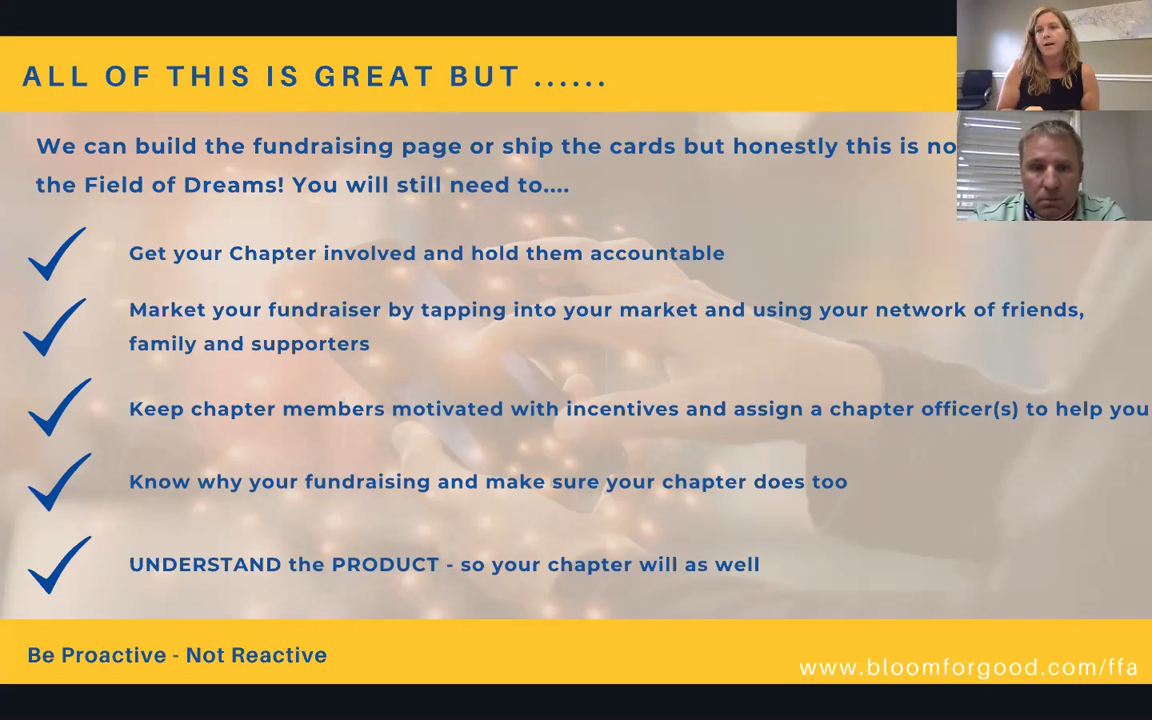 ALL OF THIS IS GREAT BUT ......
We can build the fundraising page or ship the cards but honestly this is no
the Field of Dreams! You will still need to....
Get your Chapter involved and hold them accountable
Market your fundraiser by tapping into your market and using your network of friends,
family and supporters
Keep chapter members motivated with incentives and assign a chapter officer(s) to help you
Know why your fundraising and make sure your chapter does too
UNDERSTAND the PRODUCT - so your chapter will as well
Be Proactive - Not Reactive
www.bloomforgood.com/ffa